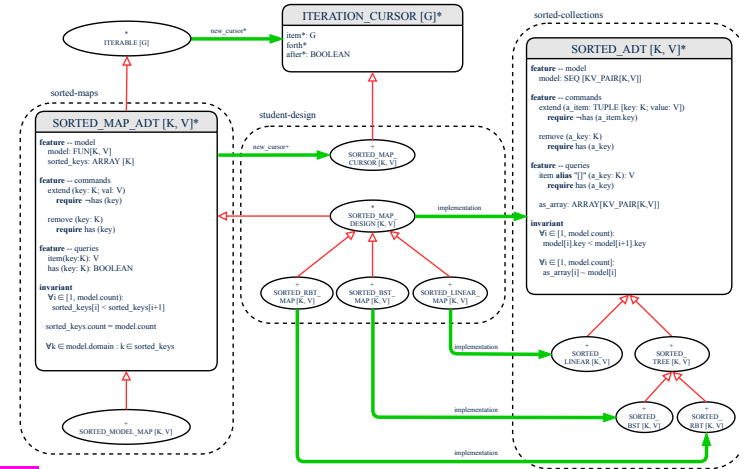 *
ITERABLE [G]
new_cursor*
ITERATION_CURSOR [G]*
item*: G
forth*
after*: BOOLEAN
sorted-collections
SORTED_ADT [K, V]*
feature -- model
model: SEQ [KV_PAIR[K,V]]
feature -- commands
extend (a_item: TUPLE [key: K; value: V])
require ¬has (a_item.key)
remove (a_key: K)
require has (a_key)
feature -- queries
item alias "[]" (a_key: K): V
require has (a_key)
as_array: ARRAY[KV_PAIR[K,V]]
invariant
∀i ∈ [1, model.count):
model[i].key < model[i+1].key
∀i ∈ [1, model.count]:
as_array[i] ~ model[i]
sorted-maps
SORTED_MAP_ADT [K, V]*
feature -- model
model: FUN[K, V]
sorted_keys: ARRAY [K]
feature -- commands
extend (key: K; val: V)
require ¬has (key)
remove (key: K)
require has (key)
feature -- queries
item(key:K): V
has (key: K): BOOLEAN
invariant
∀i ∈ [1, model.count):
sorted_keys[i] < sorted_keys[i+1]
sorted_keys.count = model.count
∀k ∈ model.domain : k ∈ sorted_keys
+
SORTED_MODEL_MAP [K, V]
student-design
new_cursor+
+
SORTED_MAP_
CURSOR [K, V]
*
SORTED_MAP_
DESIGN [K, V]
implementation
+
SORTED_RBT_
MAP [K, V]
+
SORTED_BST_
MAP [K, V]
+
SORTED_LINEAR_
MAP [K, V]
implementation
+
SORTED_
LINEAR [K, V]
+
SORTED_
TREE [K, V]
implementation
+
SORTED_
BST [K, V]
+
SORTED_
RBT [K, V]
implementation